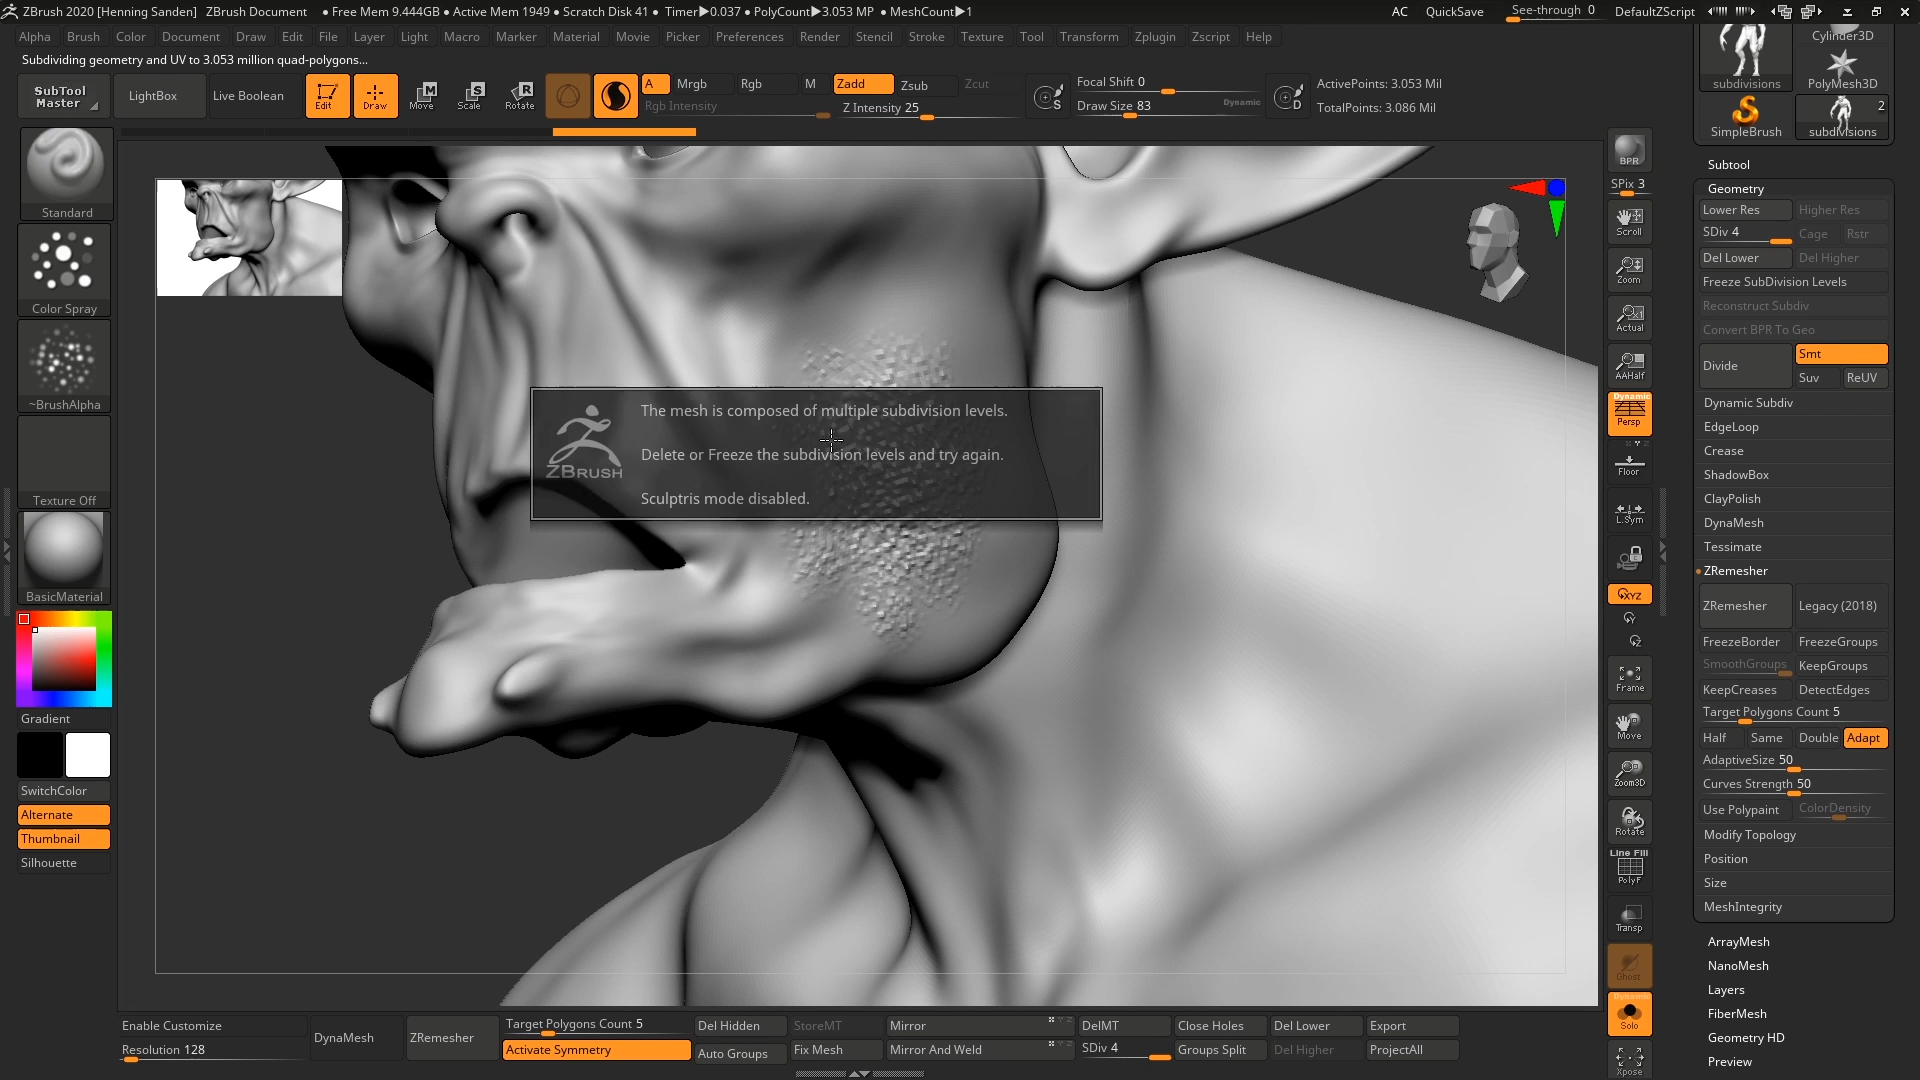 ZBrush 2020 [Henning Sanden] ZBrush Document • Free Mem 9.444GB • Active Mem 1949 • Scratch Disk 41 • Timer▶0.037 • PolyCount▶3.053 MP • MeshCount▶1 AC QuickSave See-through 0 DefaultZScript
Alpha Brush Color Document Draw Edit File Layer Light Macro Marker Material Movie Picker Preferences Render Stencil Stroke Texture Tool Transform Zplugin Zscript Help
Subdividing geometry and UV to 3.053 million quad-polygons...
SubTool Master
LightBox
Live Boolean
Edit
Draw
Move
Scale
Rotate
A
Mrgb
Rgb
M
Zadd
Zsub
Zcut
Rgb Intensity
Z Intensity 25
S
Focal Shift 0
Draw Size 83
Dynamic
D
ActivePoints: 3.053 Mil
TotalPoints: 3.086 Mil
Standard
Color Spray
~BrushAlpha
Texture Off
BasicMaterial
Gradient
SwitchColor
Alternate
Thumbnail
Silhouette
ZBRUSH
The mesh is composed of multiple subdivision levels.
Delete or Freeze the subdivision levels and try again.
Sculptris mode disabled.
BPR
SPix 3
Scroll
Zoom
Actual
AAHalf
Dynamic
Persp
Floor
L.Sym
XYZ
Y
Z
Frame
Move
Zoom3D
Rotate
Line Fill
PolyF
Transp
Ghost
Dynamic
Solo
Xpose
Cylinder3D
subdivisions
PolyMesh3D
SimpleBrush
2
subdivisions
Subtool
Geometry
Lower Res Higher Res
SDiv 4 Cage Rstr
Del Lower Del Higher
Freeze SubDivision Levels
Reconstruct Subdiv
Convert BPR To Geo
Divide
Smt
Suv
ReUV
Dynamic Subdiv
EdgeLoop
Crease
ShadowBox
ClayPolish
DynaMesh
Tessimate
ZRemesher
ZRemesher Legacy (2018)
FreezeBorder FreezeGroups
SmoothGroups KeepGroups
KeepCreases DetectEdges
Target Polygons Count 5
Half Same Double Adapt
AdaptiveSize 50
Curves Strength 50
Use Polypaint ColorDensity
Modify Topology
Position
Size
MeshIntegrity
ArrayMesh
NanoMesh
Layers
FiberMesh
Geometry HD
Preview
Enable Customize
Resolution 128
DynaMesh
ZRemesher
Target Polygons Count 5
Activate Symmetry
Del Hidden
Auto Groups
StoreMT
Fix Mesh
Mirror
Mirror And Weld
DelMT
SDiv 4
Close Holes
Groups Split
Del Lower
Del Higher
Export
ProjectAll